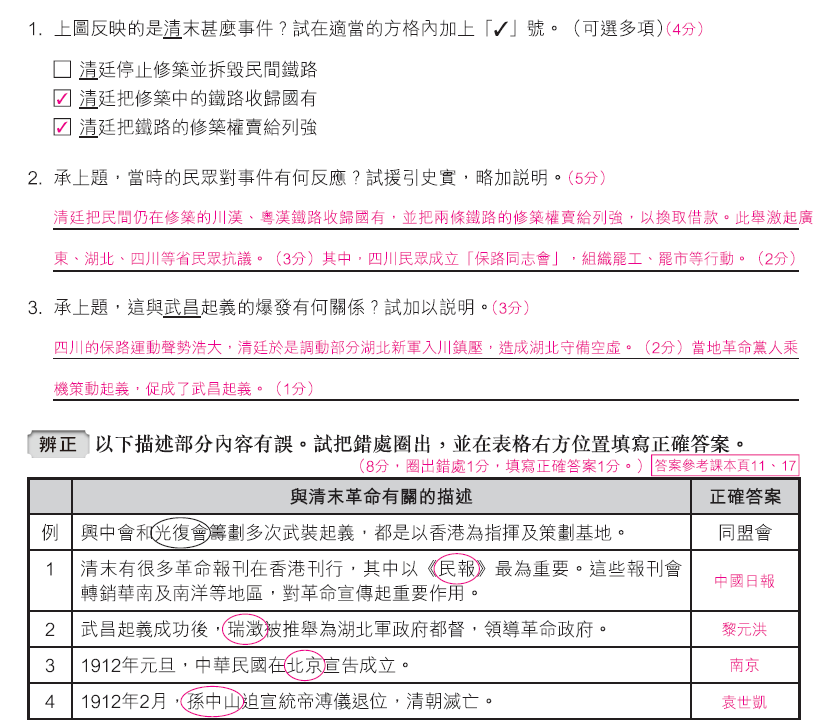 1. 上圖反映的是清末甚麼事件？試在適當的方格內加上「✓」號。（可選多項）（4分）
清廷停止修築並拆毀民間鐵路
✓ 清廷把修築中的鐵路收歸國有
✓ 清廷把鐵路的修築權賣給列強
2. 承上題，當時的民眾對事件有何反應？試援引史實，略加說明。（5分）
清廷把民間仍在修築的川漢、粵漢鐵路收歸國有，並把兩條鐵路的修築權賣給列強，以換取借款。此舉激起廣
東、湖北、四川等省民眾抗議。（3分）其中，四川民眾成立「保路同志會」，組織罷工、罷市等行動。（2分）
3. 承上題，這與武昌起義的爆發有何關係？試加以說明。（3分）
四川的保路運動聲勢浩大，清廷於是調動部分湖北新軍入川鎮壓，造成湖北守備空虛。（2分）當地革命黨人乘
機策動起義，促成了武昌起義。（1分）
辨正 以下描述部分內容有誤。試把錯處圈出，並在表格右方位置填寫正確答案。
（8分，圈出錯處1分，填寫正確答案1分。） 答案參考課本頁11、17
與清末革命有關的描述 正確答案
例 興中會和光復會籌劃多次武裝起義，都是以香港為指揮及策劃基地。 同盟會
1 清末有很多革命報刊在香港刊行，其中以《民報》最為重要。這些報刊會
轉銷華南及南洋等地區，對革命宣傳起重要作用。 中國日報
2 武昌起義成功後，瑞澂被推舉為湖北軍政府都督，領導革命政府。 黎元洪
3 1912年元旦，中華民國在北京宣告成立。 南京
4 1912年2月，孫中山迫宣統帝溥儀退位，清朝滅亡。 袁世凱